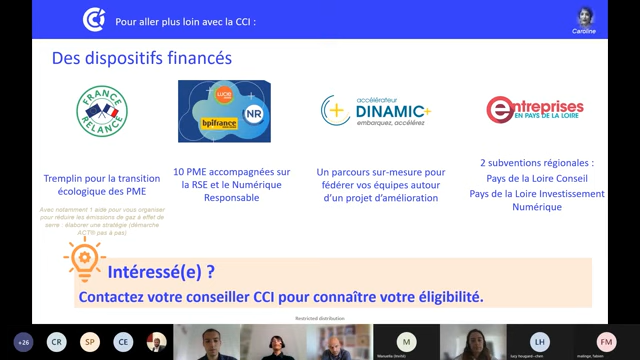 Pour aller plus loin avec la CCI :
Caroline
Des dispositifs financés
FRANCE
RELANCE
LUCIE
bpifrance
NR
accélérateur
DINAMIC+
embarquez, accélérez
entreprises
EN PAYS DE LA LOIRE
Tremplin pour la transition
écologique des PME
Avec notamment 1 aide pour vous organiser
pour réduire les émissions de gaz à effet de
serre : élaborer une stratégie (démarche
ACT® pas à pas)
10 PME accompagnées sur
la RSE et le Numérique
Responsable
Un parcours sur-mesure pour
fédérer vos équipes autour
d'un projet d'amélioration
2 subventions régionales :
Pays de la Loire Conseil
Pays de la Loire Investissement
Numérique
Intéressé(e) ?
Contactez votre conseiller CCI pour connaître votre éligibilité.
Restricted distribution
+26
CR
SP
CE
M
LH
FM